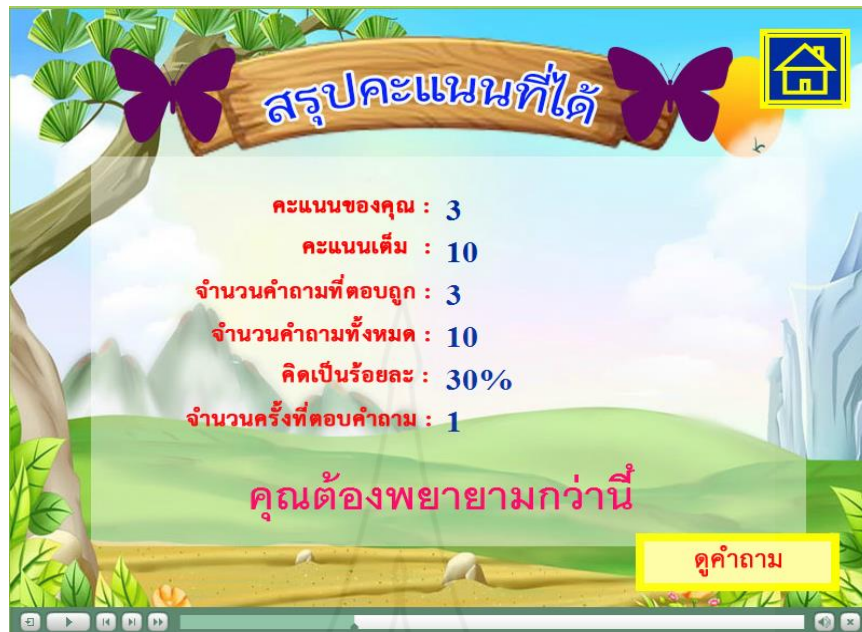 สรุปคะแนนที่ได้
คะแนนของคุณ : 3
คะแนนเต็ม : 10
จำนวนคำถามที่ตอบถูก : 3
จำนวนคำถามทั้งหมด : 10
คิดเป็นร้อยละ : 30%
จำนวนครั้งที่ตอบคำถาม : 1
คุณต้องพยายามกว่านี้
ดูคำถาม